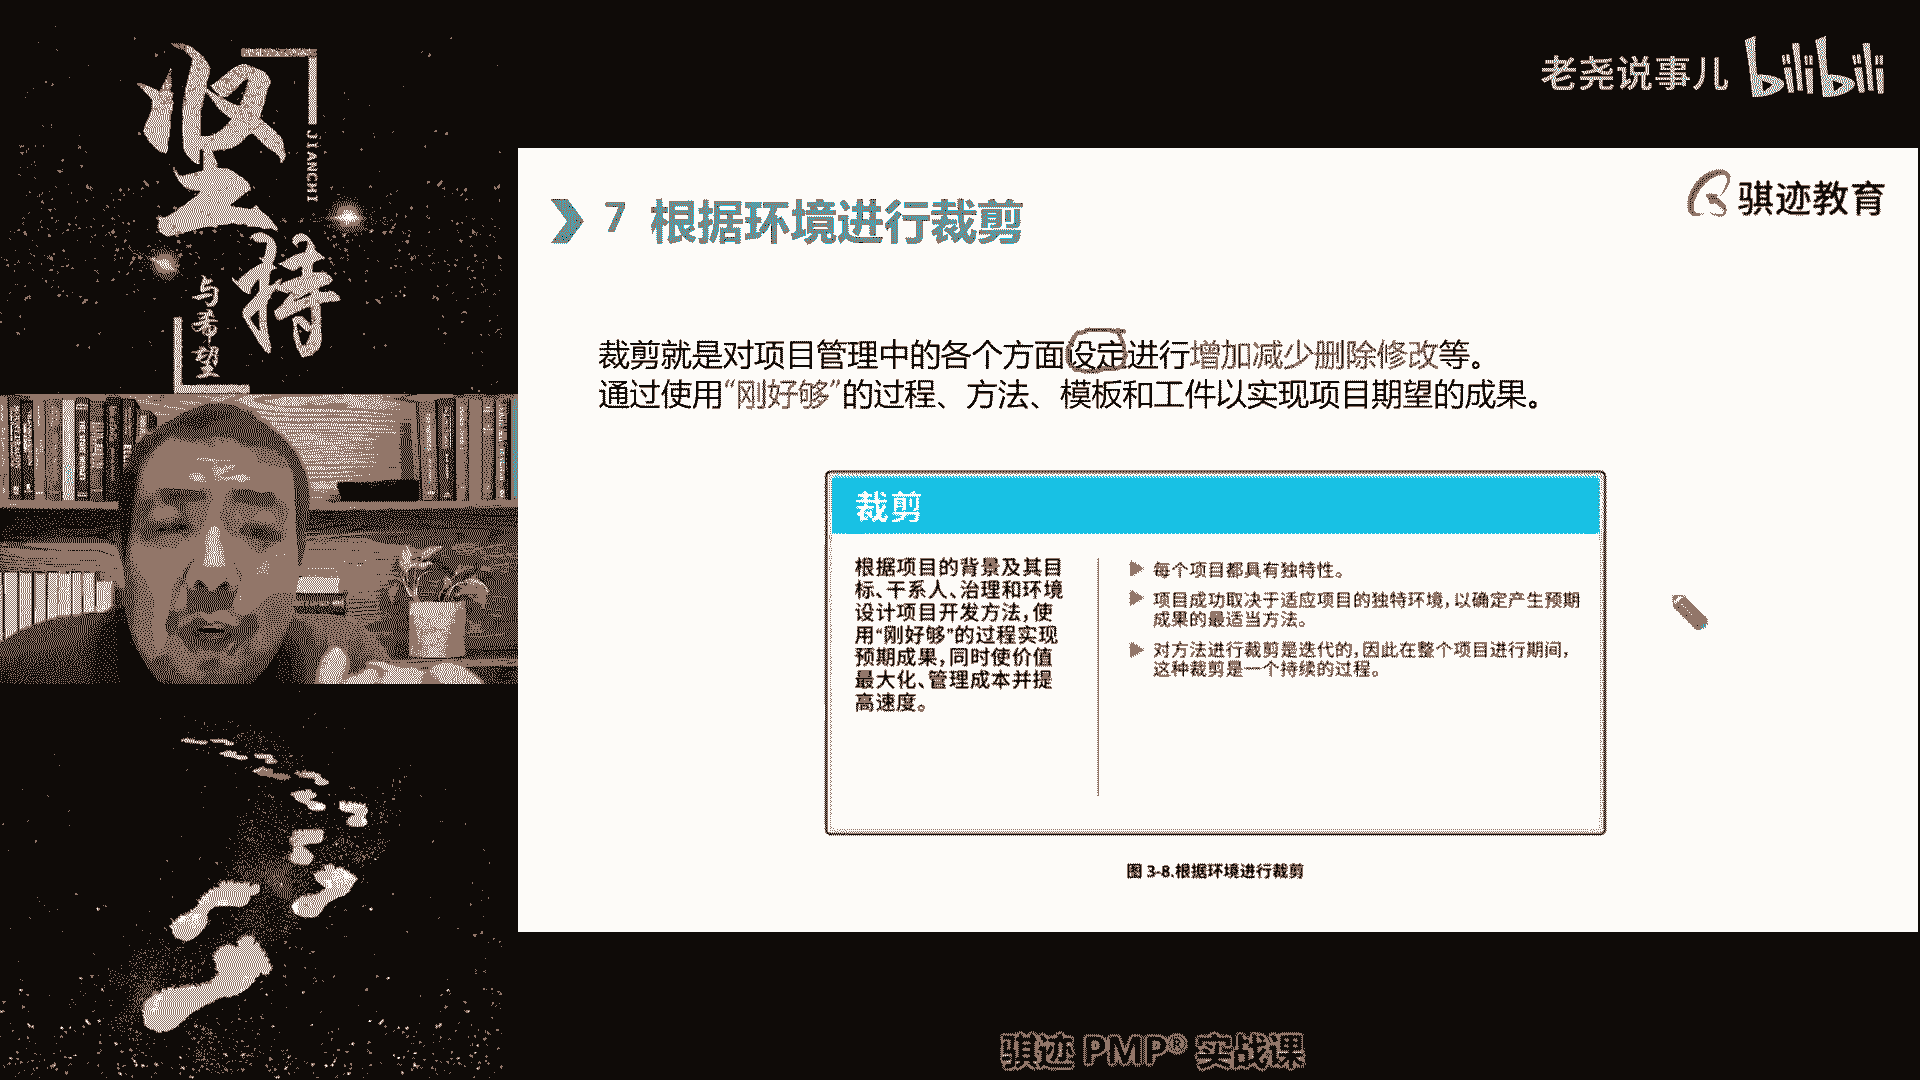 坚持
JIANCHI
与希望
老尧说事儿 bilibili
骐迹教育
7 根据环境进行裁剪
裁剪就是对项目管理中的各个方面设定进行增加减少删除修改等。
通过使用“刚好够”的过程、方法、模板和工件以实现项目期望的成果。
裁剪
根据项目的背景及其目
标、干系人、治理和环境
设计项目开发方法，使
用“刚好够”的过程实现
预期成果，同时使价值
最大化、管理成本并提
高速度。
每个项目都具有独特性。
项目成功取决于适应项目的独特环境，以确定产生预期
成果的最适当方法。
对方法进行裁剪是迭代的，因此在整个项目进行期间，
这种裁剪是一个持续的过程。
图 3-8.根据环境进行裁剪
骐迹 PMP® 实战课